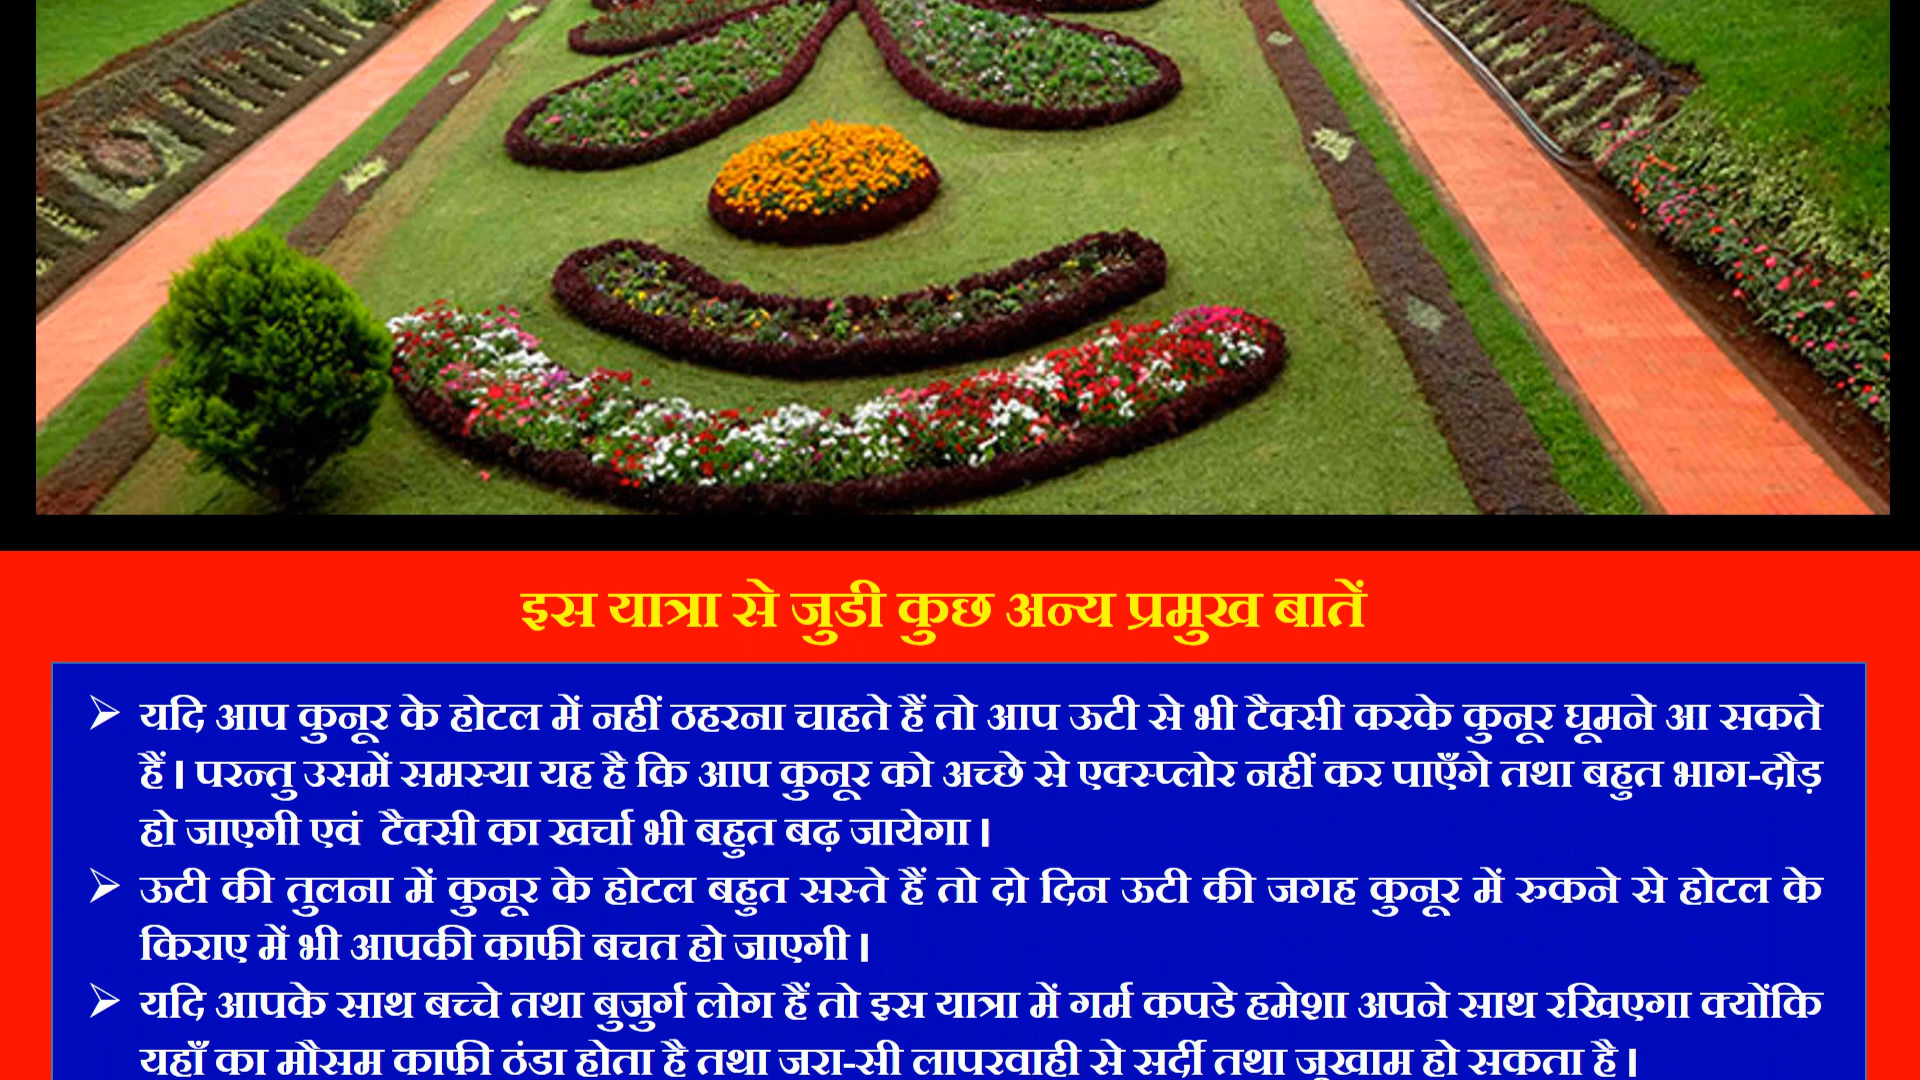 इस यात्रा से जुडी कुछ अन्य प्रमुख बातें
➢ यदि आप कुनूर के होटल में नहीं ठहरना चाहते हैं तो आप ऊटी से भी टैक्सी करके कुनूर घूमने आ सकते
हैं। परन्तु उसमें समस्या यह है कि आप कुनूर को अच्छे से एक्स्प्लोर नहीं कर पाएँगे तथा बहुत भाग-दौड़
हो जाएगी एवं टैक्सी का खर्चा भी बहुत बढ़ जायेगा।
➢ ऊटी की तुलना में कुनूर के होटल बहुत सस्ते हैं तो दो दिन ऊटी की जगह कुनूर में रुकने से होटल के
किराए में भी आपकी काफी बचत हो जाएगी।
➢ यदि आपके साथ बच्चे तथा बुजुर्ग लोग हैं तो इस यात्रा में गर्म कपडे हमेशा अपने साथ रखिएगा क्योंकि
यहाँ का मौसम काफी ठंडा होता है तथा जरा-सी लापरवाही से सर्दी तथा जुखाम हो सकता है।